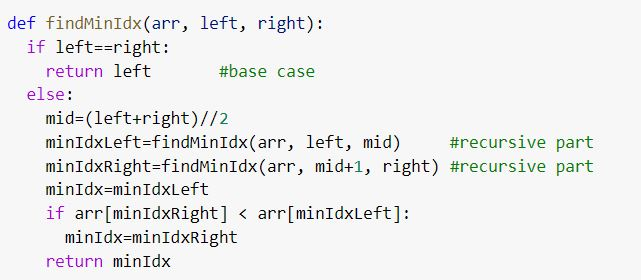 def findMinIdx(arr, left, right):
  if left==right:
    return left       #base case
  else:
    mid=(left+right)//2
    minIdxLeft=findMinIdx(arr, left, mid)     #recursive part
    minIdxRight=findMinIdx(arr, mid+1, right) #recursive part
    minIdx=minIdxLeft
    if arr[minIdxRight] < arr[minIdxLeft]:
      minIdx=minIdxRight
    return minIdx